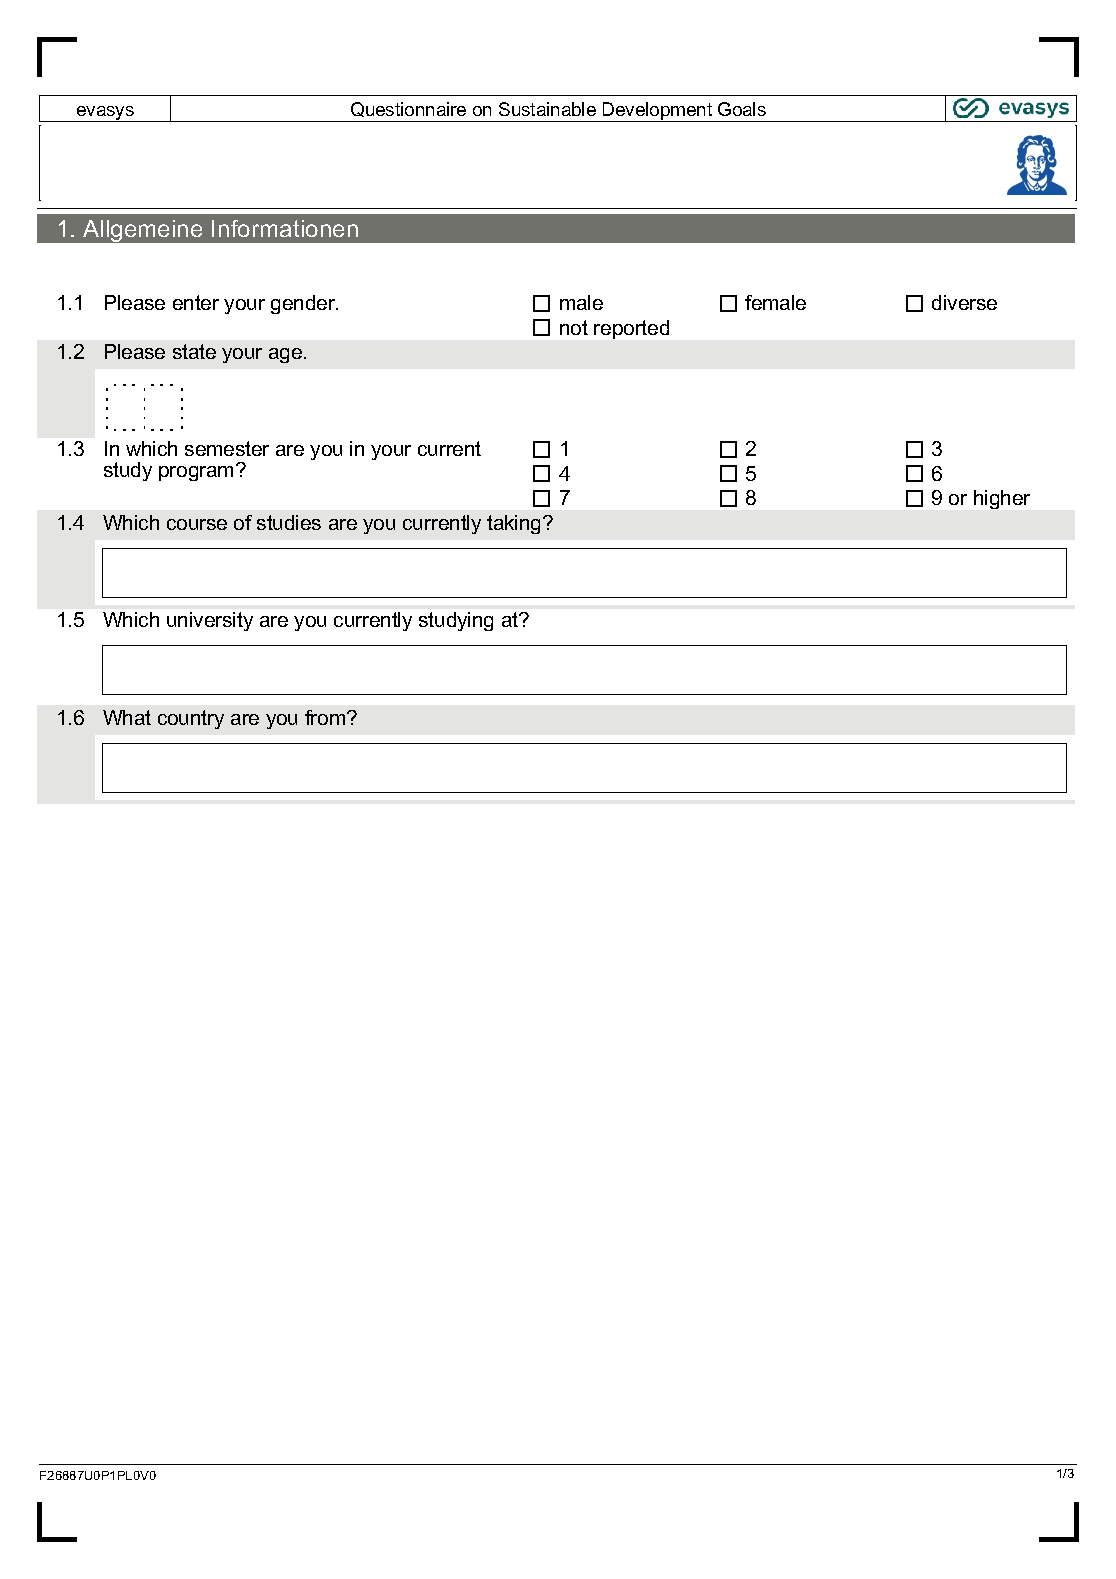 evasys
Questionnaire on Sustainable Development Goals
evasys
1. Allgemeine Informationen
1.1 Please enter your gender.
male
female
diverse
not reported
1.2 Please state your age.
1.3 In which semester are you in your current
study program?
1
2
3
4
5
6
7
8
9 or higher
1.4 Which course of studies are you currently taking?
1.5 Which university are you currently studying at?
1.6 What country are you from?
F26887U0P1PL0V0
1/3